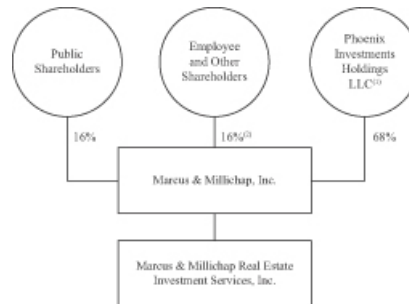 Public
Shareholders
Employee
and Other
Shareholders
Phoenix
Investments
Holdings
LLC(1)
16%
16%(2)
68%
Marcus & Millichap, Inc.
Marcus & Millichap Real Estate
Investment Services, Inc.